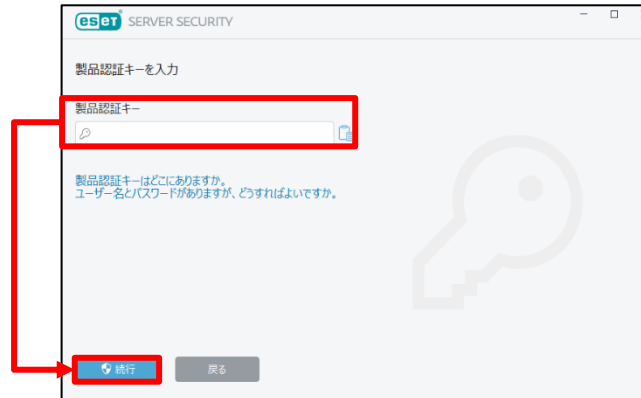 eset SERVER SECURITY
製品認証キーを入力
製品認証キー
製品認証キーはどこにありますか。
ユーザー名とパスワードがありますが、どうすればよいですか。
続行
戻る